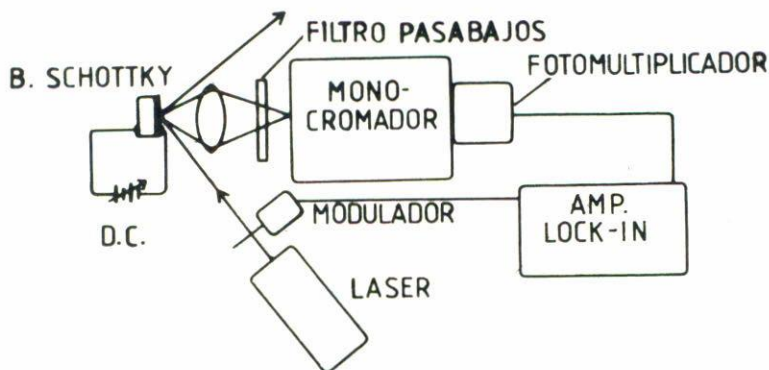 FILTRO PASABAJOS
B. SCHOTTKY
FOTOMULTIPLICADOR
MONO-
CROMADOR
D.C.
MODULADOR
AMP.
LOCK-IN
LASER